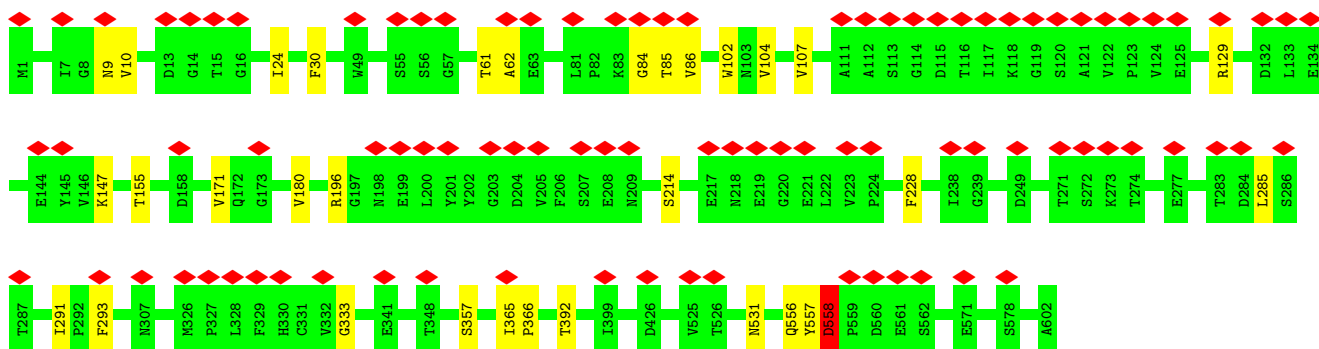 M1 I7 G8 N9 V10 D13 G14 T15 G16 I24 F30 W49 S55 S56 G57 T61 A62 E63 L81 P82 K83 G84 T85 V86 W102 N103 V104 V107 A111 A112 S113 G114 D115 T116 I117 K118 G119 S120 A121 V122 P123 V124 E125 R129 D132 L133 E134
E144 Y145 V146 K147 T155 D158 V171 Q172 G173 V180 R196 G197 N198 E199 L200 Y201 Y202 G203 D204 V205 F206 S207 E208 N209 S214 E217 N218 E219 G220 E221 L222 V223 P224 F228 I238 G239 D249 T271 S272 K273 T274 E277 T283 D284 L285 S286
T287 I291 P292 F293 N307 M326 P327 L328 F329 H330 C331 V332 G333 E341 T348 S357 I365 P366 T392 I399 D426 V525 T526 N531 Q556 Y557 D558 P559 D560 E561 S562 E571 S578 A602